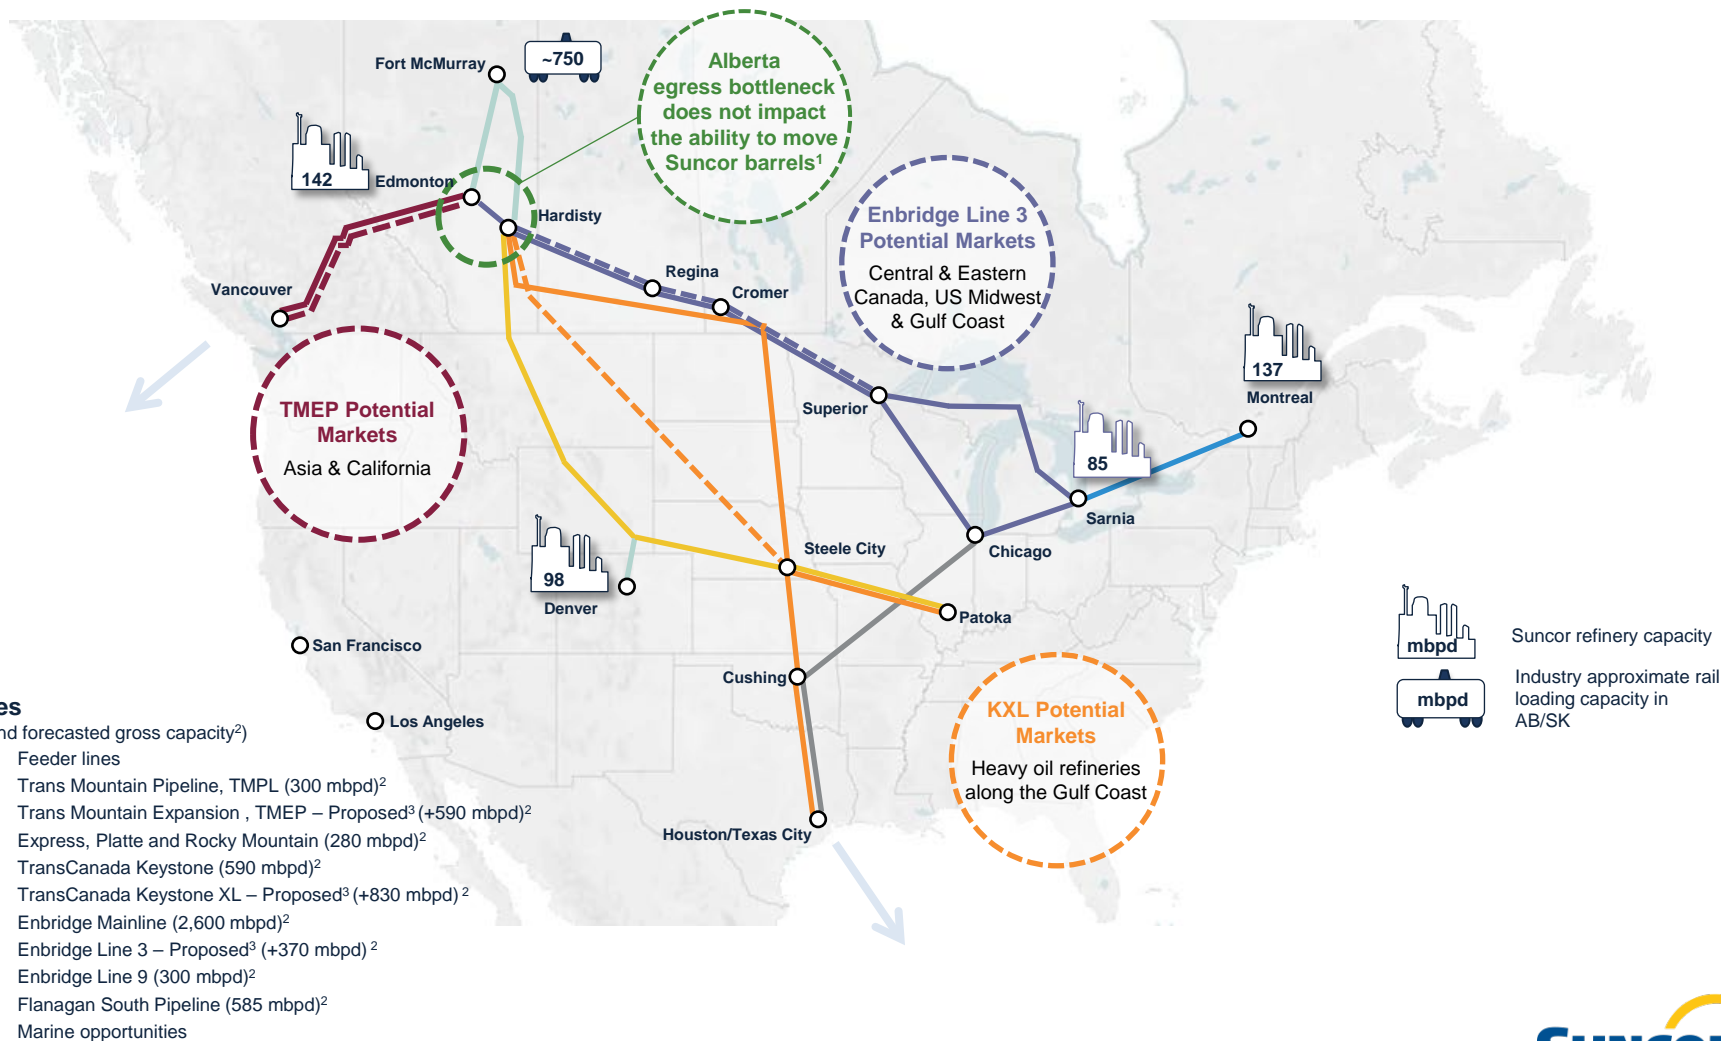 Fort McMurray
~750
Alberta
egress bottleneck
does not impact
the ability to move
Suncor barrels¹
142
Edmonton
Hardisty
Enbridge Line 3
Potential Markets
Central & Eastern
Canada, US Midwest
& Gulf Coast
Regina
Cromer
Vancouver
137
Montreal
TMEP Potential
Markets
Asia & California
Superior
85
Sarnia
Steele City
Chicago
98
Denver
Patoka
San Francisco
Cushing
Los Angeles
KXL Potential
Markets
Heavy oil refineries
along the Gulf Coast
Houston/Texas City
mbpd
Suncor refinery capacity
mbpd
Industry approximate rail
loading capacity in
AB/SK
forecasted gross capacity²)
Feeder lines
Trans Mountain Pipeline, TMPL (300 mbpd)²
Trans Mountain Expansion , TMEP – Proposed³ (+590 mbpd)²
Express, Platte and Rocky Mountain (280 mbpd)²
TransCanada Keystone (590 mbpd)²
TransCanada Keystone XL – Proposed³ (+830 mbpd) ²
Enbridge Mainline (2,600 mbpd)²
Enbridge Line 3 – Proposed³ (+370 mbpd) ²
Enbridge Line 9 (300 mbpd)²
Flanagan South Pipeline (585 mbpd)²
Marine opportunities